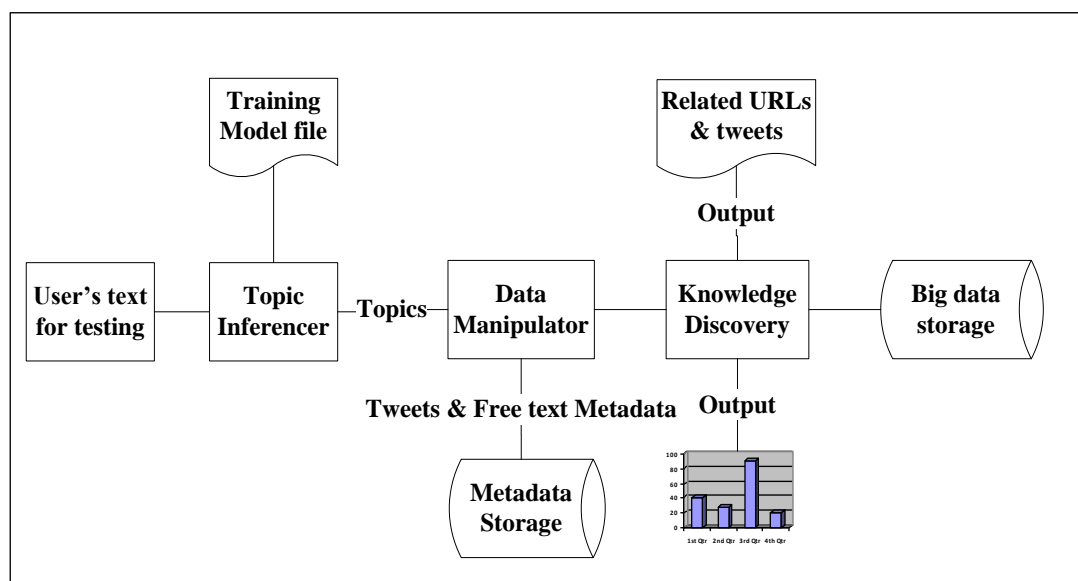 Training
Model file
Related URLs
& tweets
Output
User's text
for testing
Topic
Inferencer
Topics
Data
Manipulator
Knowledge
Discovery
Big data
storage
Tweets & Free text Metadata
Output
Metadata
Storage
100
80
60
40
20
0
1st Qtr 2nd Qtr 3rd Qtr 4th Qtr